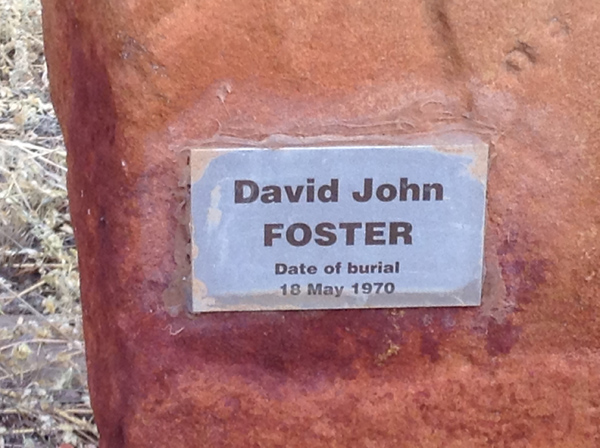 David John
FOSTER
Date of burial
18 May 1970